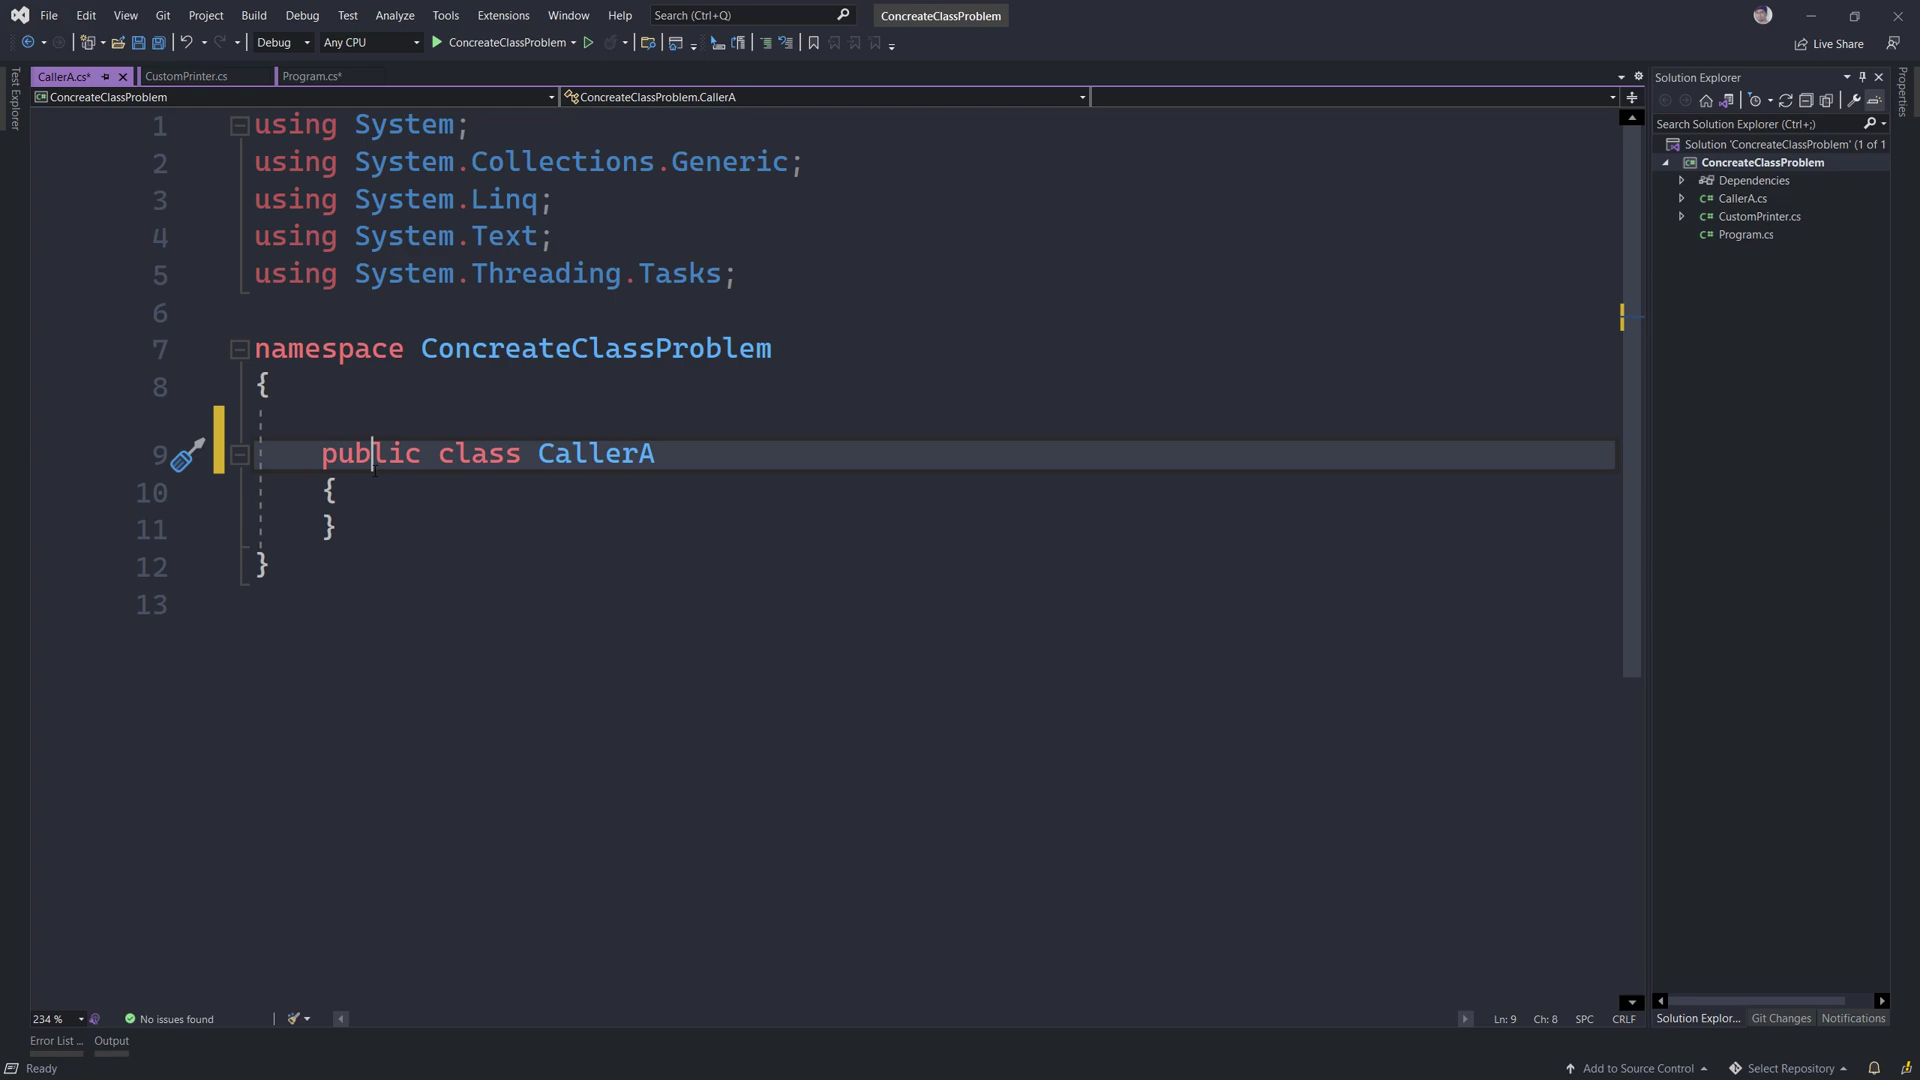 File Edit View Git Project Build Debug Test Analyze Tools Extensions Window Help Search (Ctrl+Q) ConcreateClassProblem
Debug Any CPU ConcreateClassProblem Live Share
CallerA.cs* CustomPrinter.cs Program.cs* Solution Explorer
ConcreateClassProblem ConcreateClassProblem.CallerA
Test Explorer
Properties
Search Solution Explorer (Ctrl+;)
Solution 'ConcreateClassProblem' (1 of 1
ConcreateClassProblem
Dependencies
CallerA.cs
CustomPrinter.cs
Program.cs
1 using System;
2 using System.Collections.Generic;
3 using System.Linq;
4 using System.Text;
5 using System.Threading.Tasks;
6
7 namespace ConcreateClassProblem
8 {
9 public class CallerA
10 {
11 }
12 }
13
234 % No issues found Ln: 9 Ch: 8 SPC CRLF Solution Explor... Git Changes Notifications
Error List ... Output
Ready Add to Source Control Select Repository